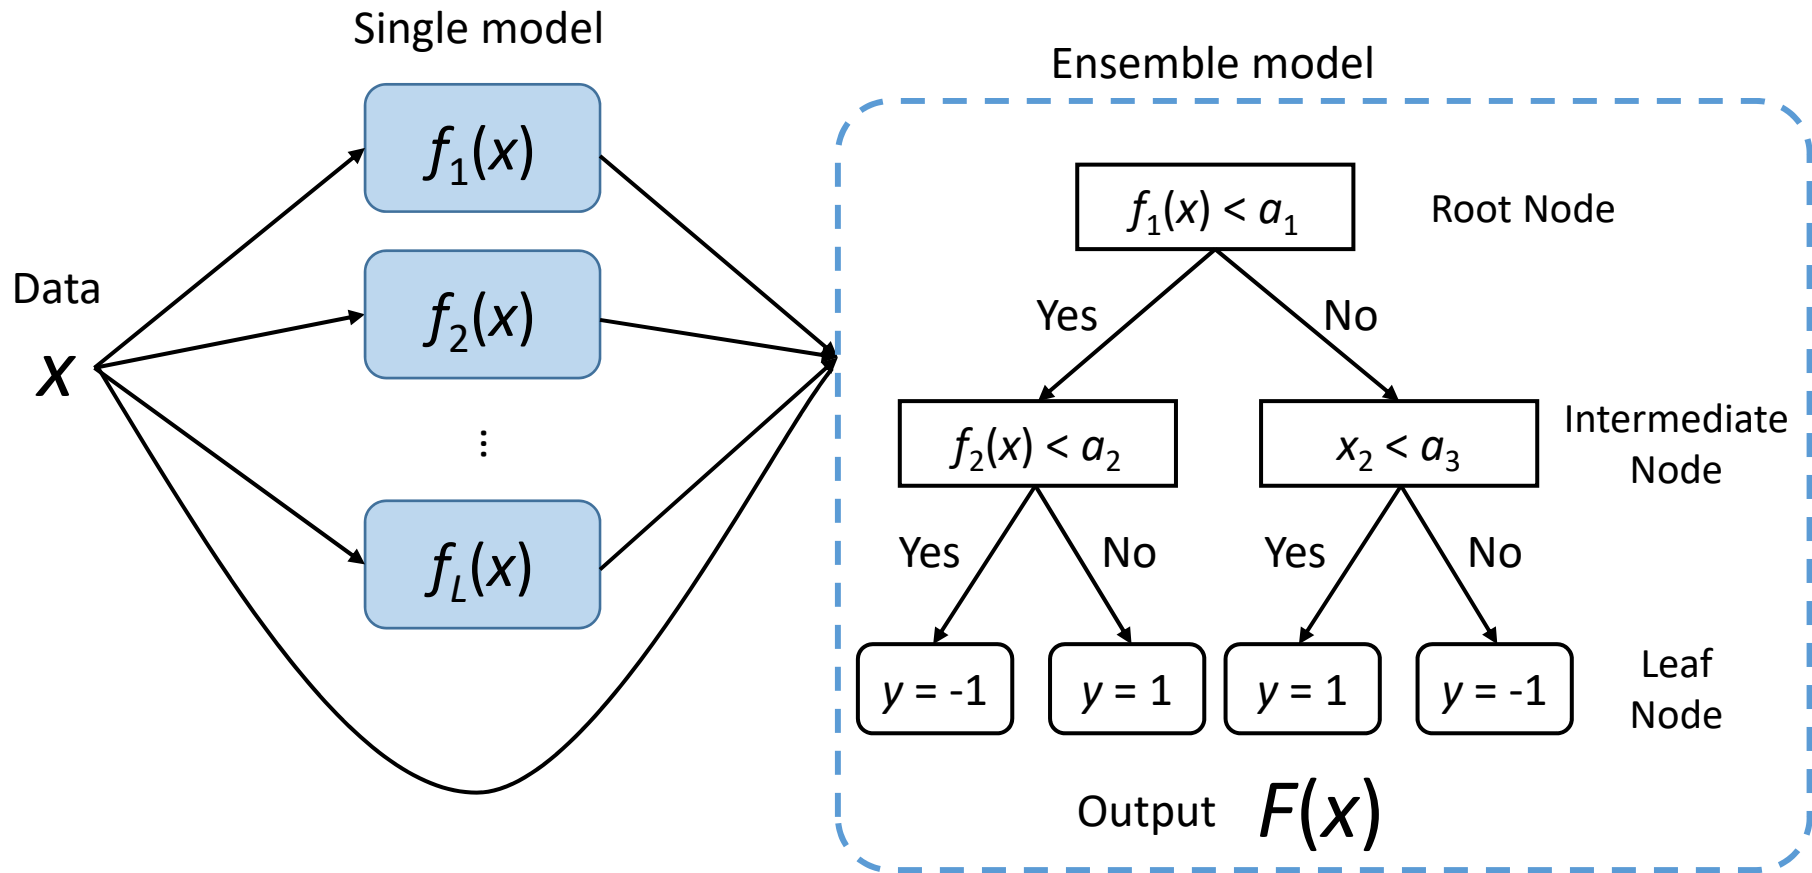 Single model
f1(x)
f2(x)
...
fL(x)
Data
x
Ensemble model
f1(x) < a1
Root Node
Yes
No
f2(x) < a2
x2 < a3
Intermediate
Node
Yes
No
Yes
No
y = -1
y = 1
y = 1
y = -1
Leaf
Node
Output F(x)